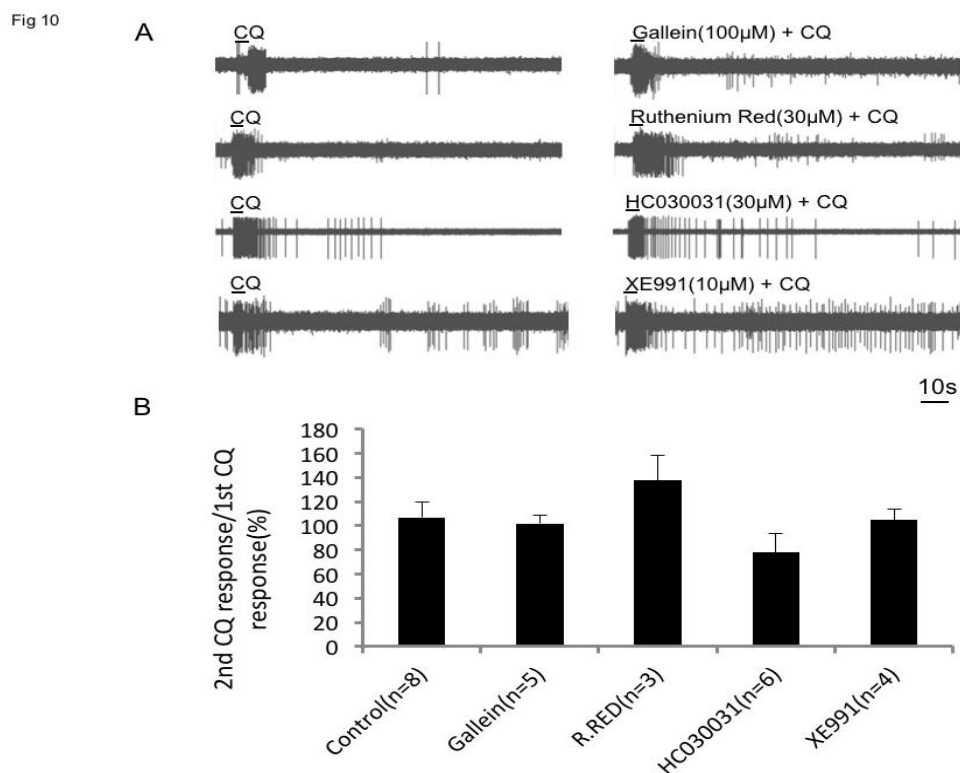 Fig 10
A
CQ
Gallein(100µM) + CQ
CQ
Ruthenium Red(30µM) + CQ
CQ
HC030031(30µM) + CQ
CQ
XE991(10µM) + CQ
10s
B
2nd CQ response/1st CQ
response(%)
180
160
140
120
100
80
60
40
20
0
Control(n=8)
Gallein(n=5)
R.RED(n=3)
HC030031(n=6)
XE991(n=4)